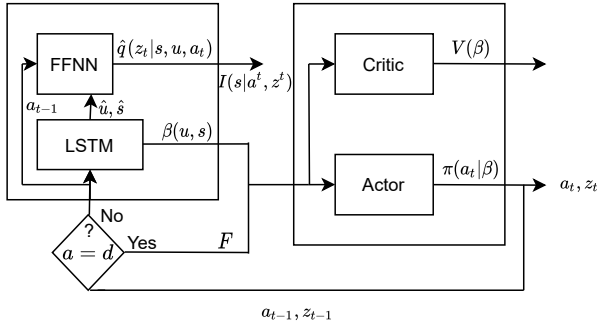 FFNN
q̂(z_t|s, u, a_t)
I(s|a^t, z^t)
a_{t−1}
û, ŝ
LSTM
β(u, s)
Critic
V(β)
Actor
π(a_t|β)
a_t, z_t
No
?
a = d
Yes
F
a_{t−1}, z_{t−1}